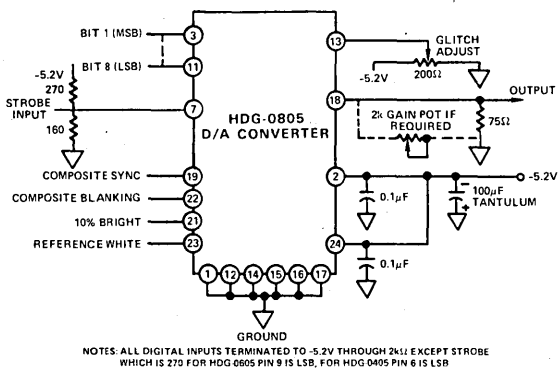 BIT 1 (MSB)
3
BIT 8 (LSB)
11
-5.2V
270
STROBE
INPUT
7
160
HDG-0805
D/A CONVERTER
COMPOSITE SYNC
19
COMPOSITE BLANKING
22
10% BRIGHT
21
REFERENCE WHITE
23
13
GLITCH
ADJUST
-5.2V
200Ω
18
OUTPUT
2k GAIN POT IF
REQUIRED
75Ω
2
-5.2V
0.1μF
100μF
TANTULUM
24
0.1μF
1 12 14 15 16 17
GROUND
NOTES: ALL DIGITAL INPUTS TERMINATED TO -5.2V THROUGH 2kΩ EXCEPT STROBE
WHICH IS 270 FOR HDG-0605 PIN 9 IS LSB, FOR HDG-0405 PIN 6 IS LSB